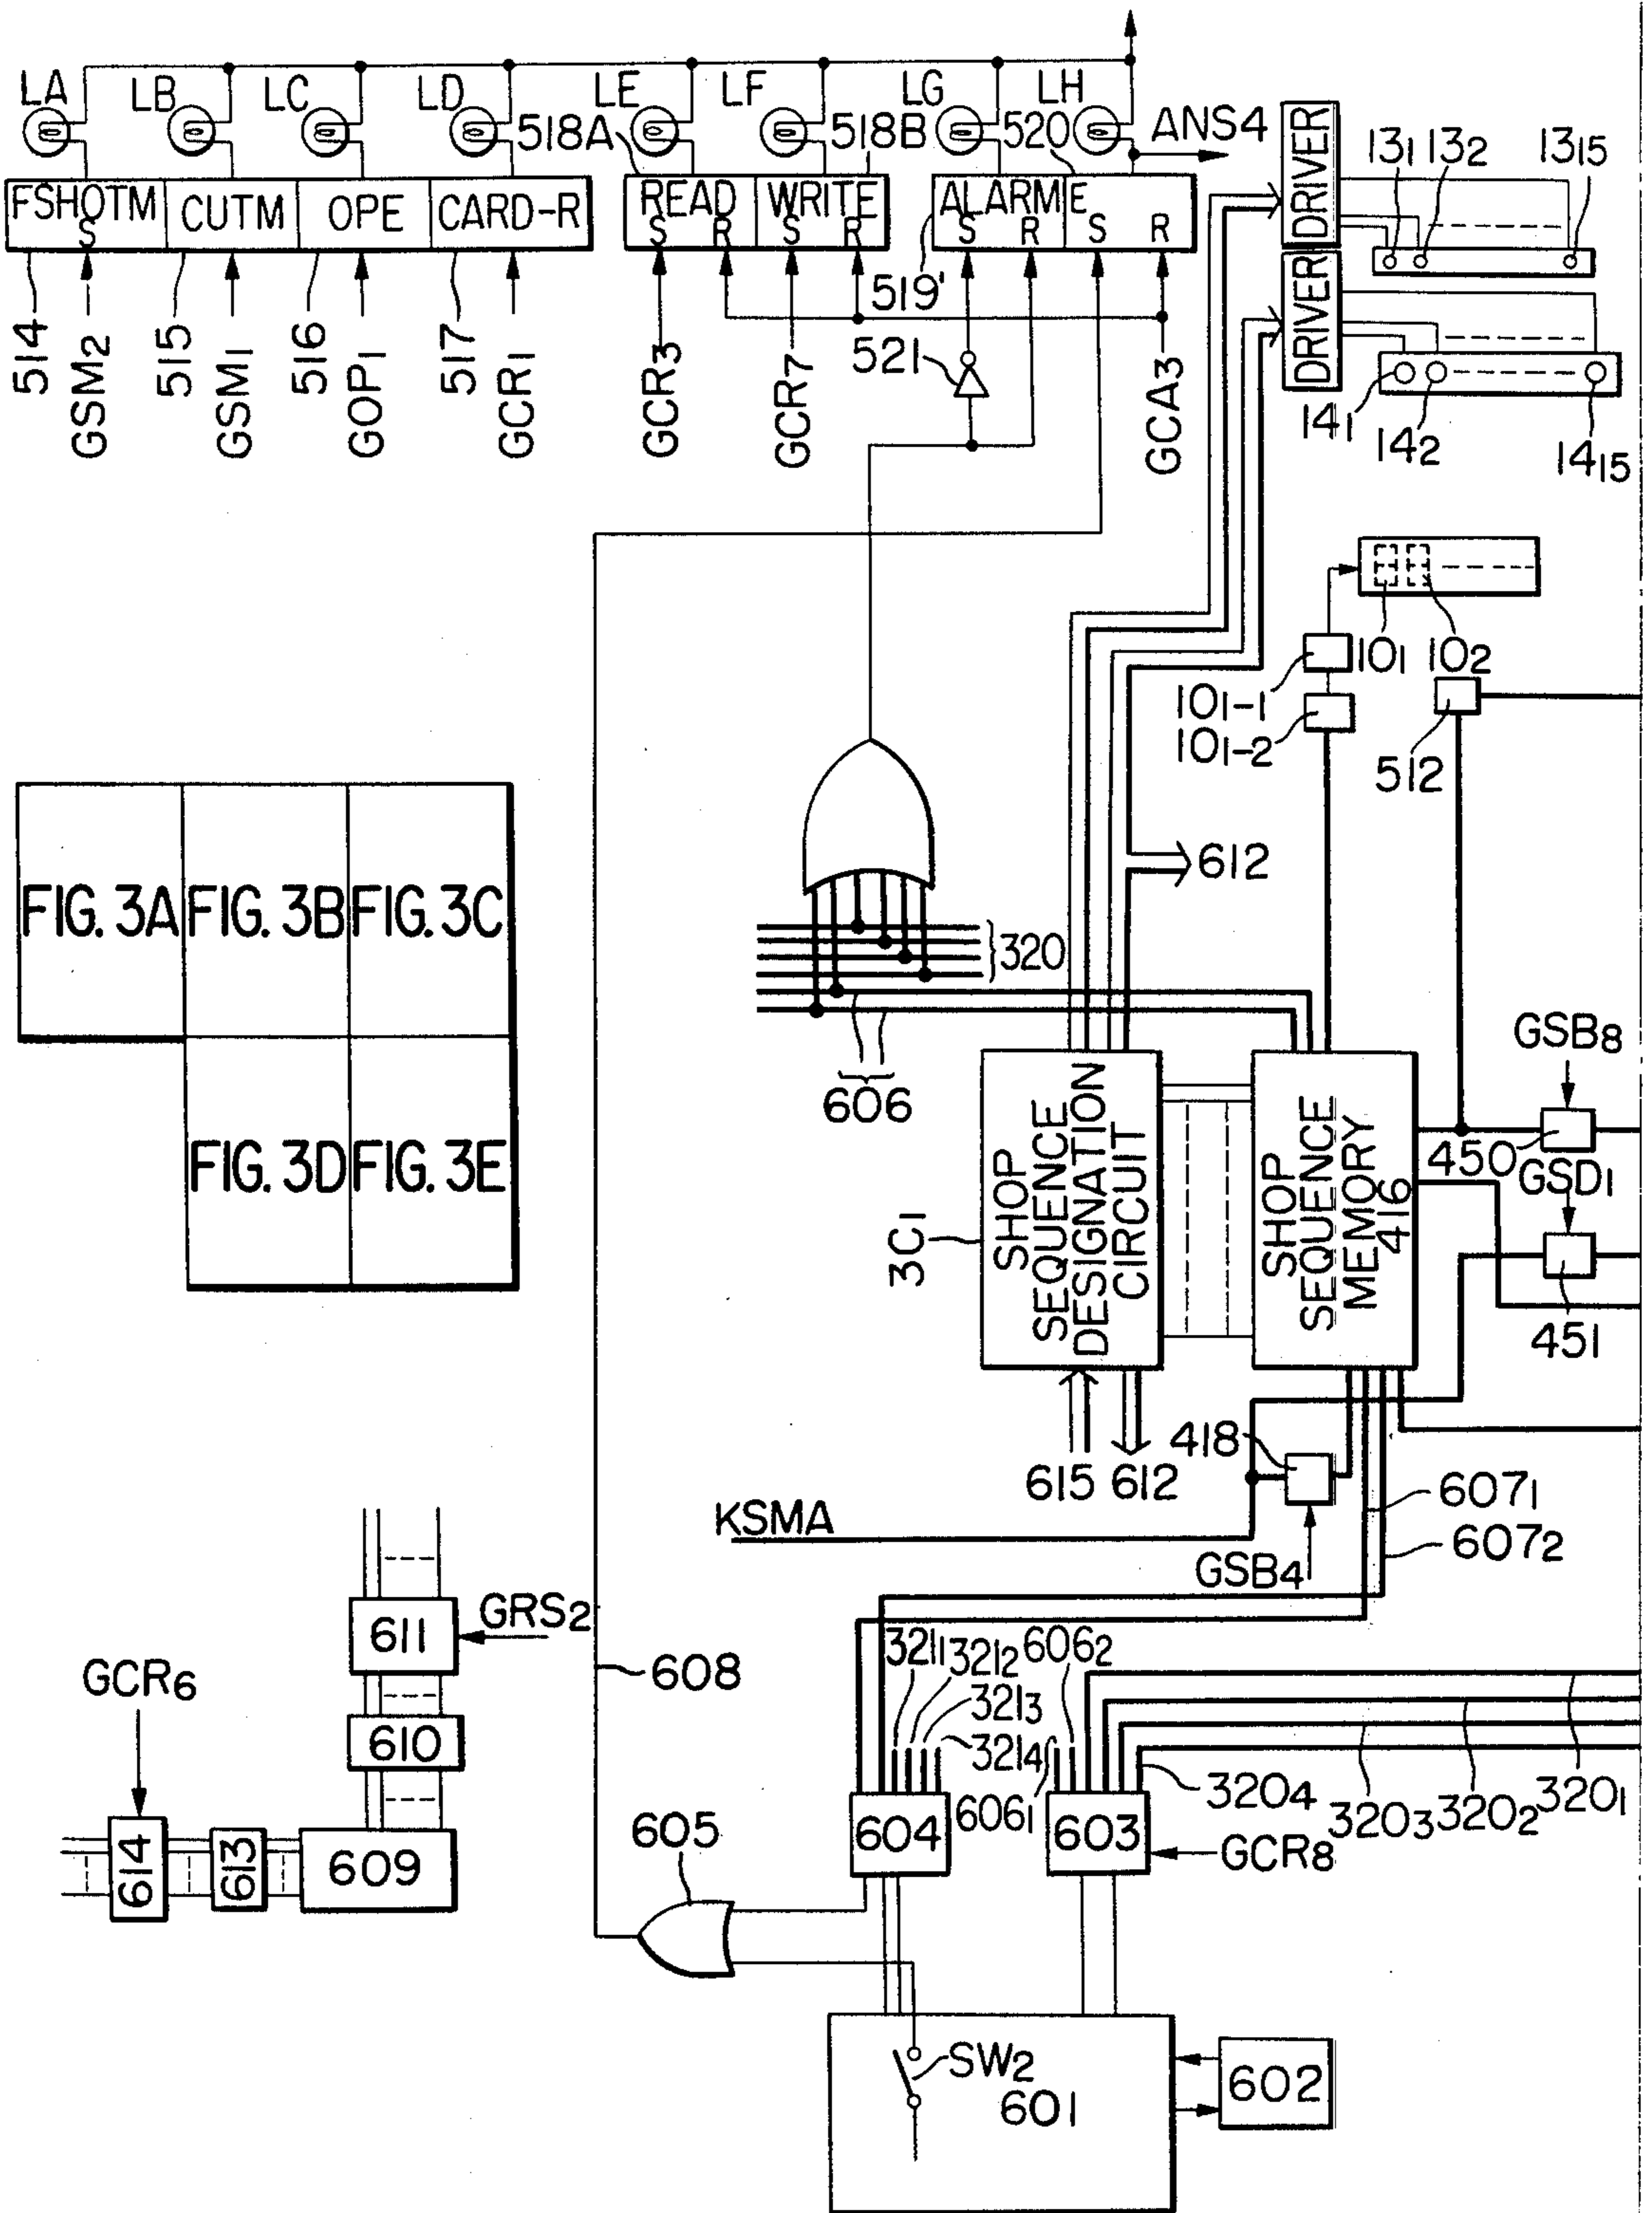 LA
LB
LC
LD
LE
LF
LG
LH
518A
518B
520
ANS4
FSHOTM
S
CUTM
OPE
CARD-R
READ
S R
WRITE
S R
ALARM
S R
E
S R
DRIVER
13₁ 13₂ 13₁₅
DRIVER
14₁
14₂
14₁₅
514
GSM₂
515
GSM₁
516
GOP₁
517
GCR₁
GCR₃
GCR₇
519'
521
GCA₃
10₁ 10₂
10₁₋₁
10₁₋₂
512
612
FIG. 3A
FIG. 3B
FIG. 3C
FIG. 3D
FIG. 3E
320
606
GSB₈
450
GSD₁
451
3C₁
SHOP
SEQUENCE
DESIGNATION
CIRCUIT
SHOP
SEQUENCE
MEMORY
416
615
612
418
KSMA
GSB₄
607₁
607₂
611
GRS₂
GCR₆
610
614
613
609
608
321₁
321₂
321₃
321₄
606₂
606₁
604
603
320₄
320₃
320₂
320₁
GCR₈
605
SW₂
601
602